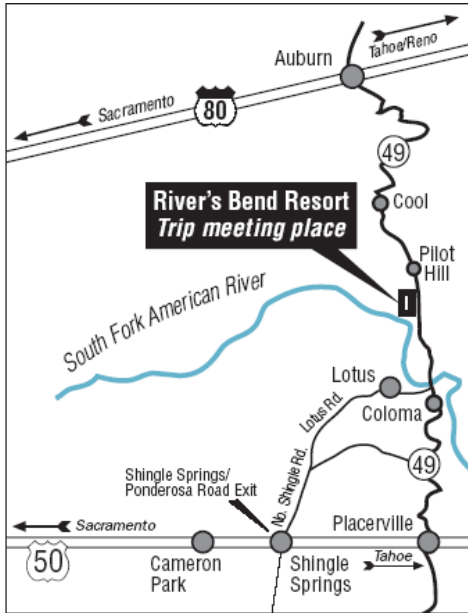 Tahoe/Reno
Auburn
Sacramento
80
49
River's Bend Resort
Trip meeting place
Cool
Pilot
Hill
South Fork American River
Lotus
Lotus Rd.
Coloma
No. Shingle Rd.
49
Shingle Springs/
Ponderosa Road Exit
Sacramento
Placerville
50
Cameron
Park
Shingle
Springs
Tahoe